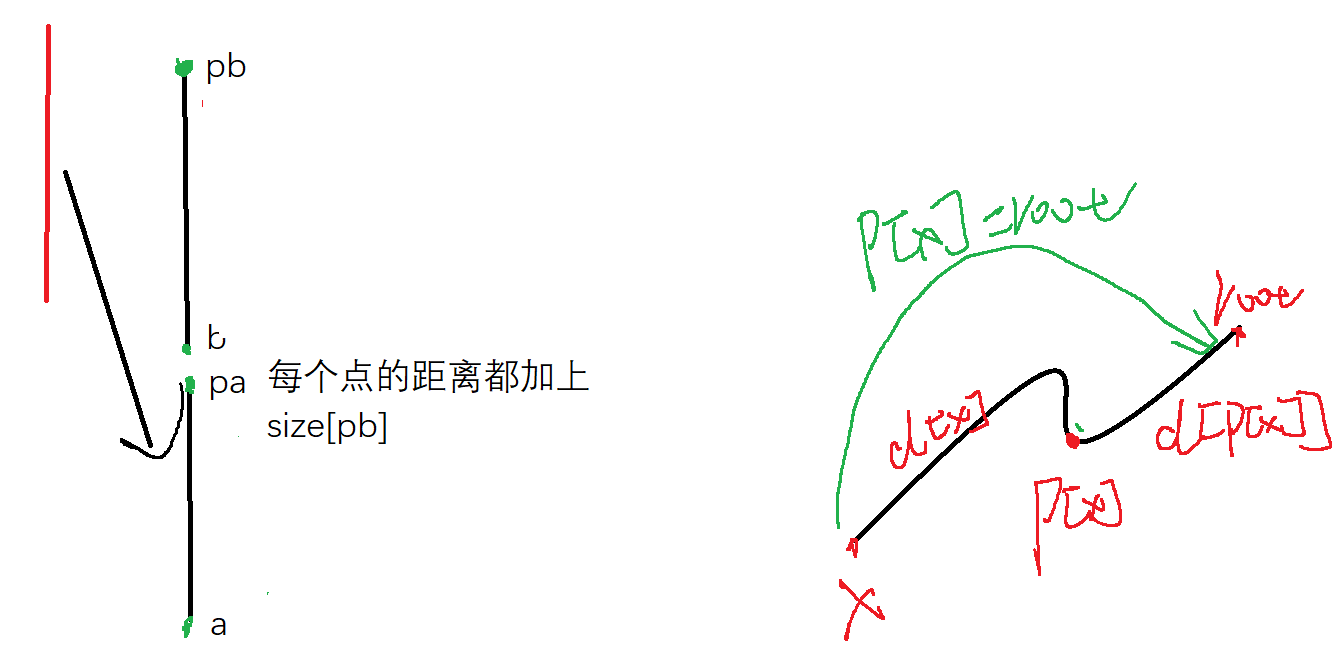 pb
b
pa
每个点的距离都加上
size[pb]
a
p[x]=root
root
d[x]
d[p[x]]
p[x]
x